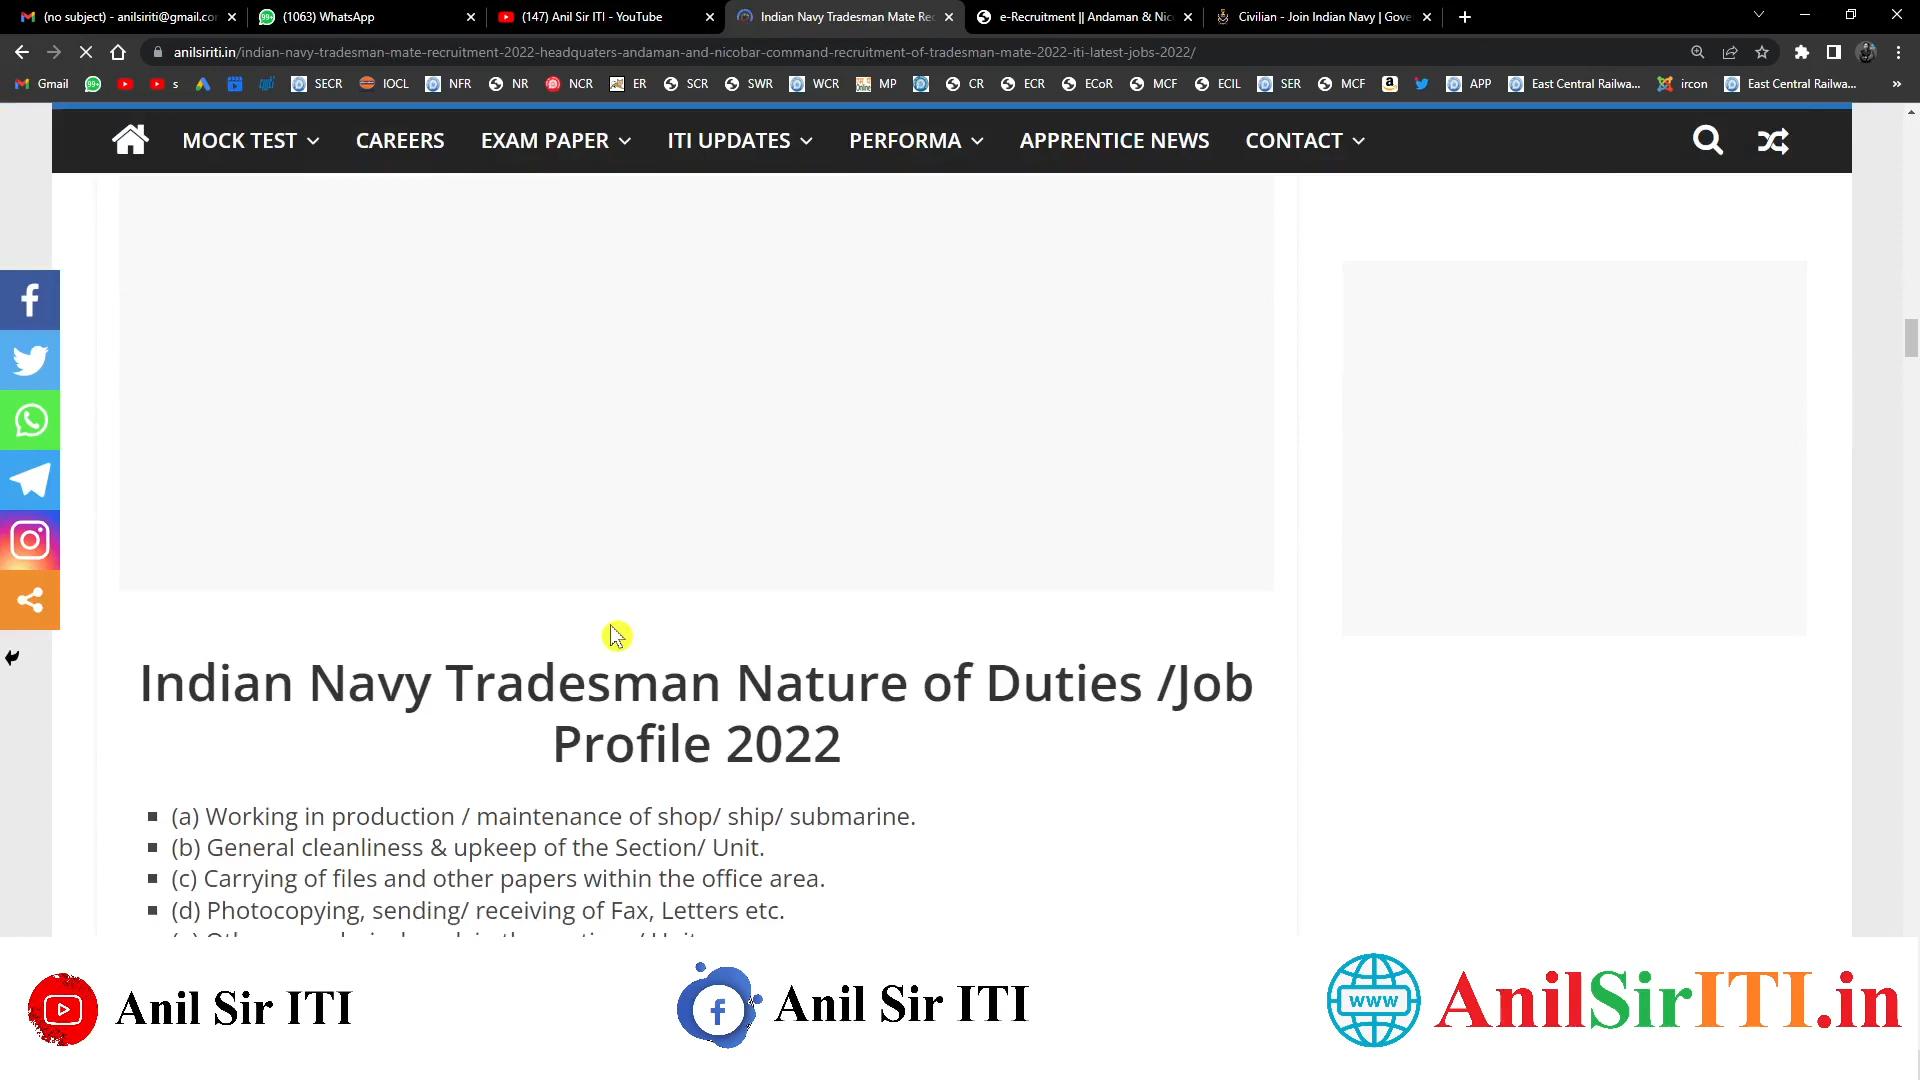 (no subject) - anilsiriti@gmail.co
99+ (1063) WhatsApp
(147) Anil Sir ITI - YouTube
Indian Navy Tradesman Mate Rec
e-Recruitment || Andaman & Nic
Civilian - Join Indian Navy | Gove
anilsiriti.in/indian-navy-tradesman-mate-recruitment-2022-headquaters-andaman-and-nicobar-command-recruitment-of-tradesman-mate-2022-iti-latest-jobs-2022/
Gmail 99+ s SECR IOCL NFR NR NCR ER SCR SWR WCR MP CR ECR ECoR MCF ECIL SER MCF APP East Central Railwa... ircon East Central Railwa... »
MOCK TEST CAREERS EXAM PAPER ITI UPDATES PERFORMA APPRENTICE NEWS CONTACT
Indian Navy Tradesman Nature of Duties /Job
Profile 2022
(a) Working in production / maintenance of shop/ ship/ submarine.
(b) General cleanliness & upkeep of the Section/ Unit.
(c) Carrying of files and other papers within the office area.
(d) Photocopying, sending/ receiving of Fax, Letters etc.
Anil Sir ITI
f Anil Sir ITI
www AnilSirITI.in